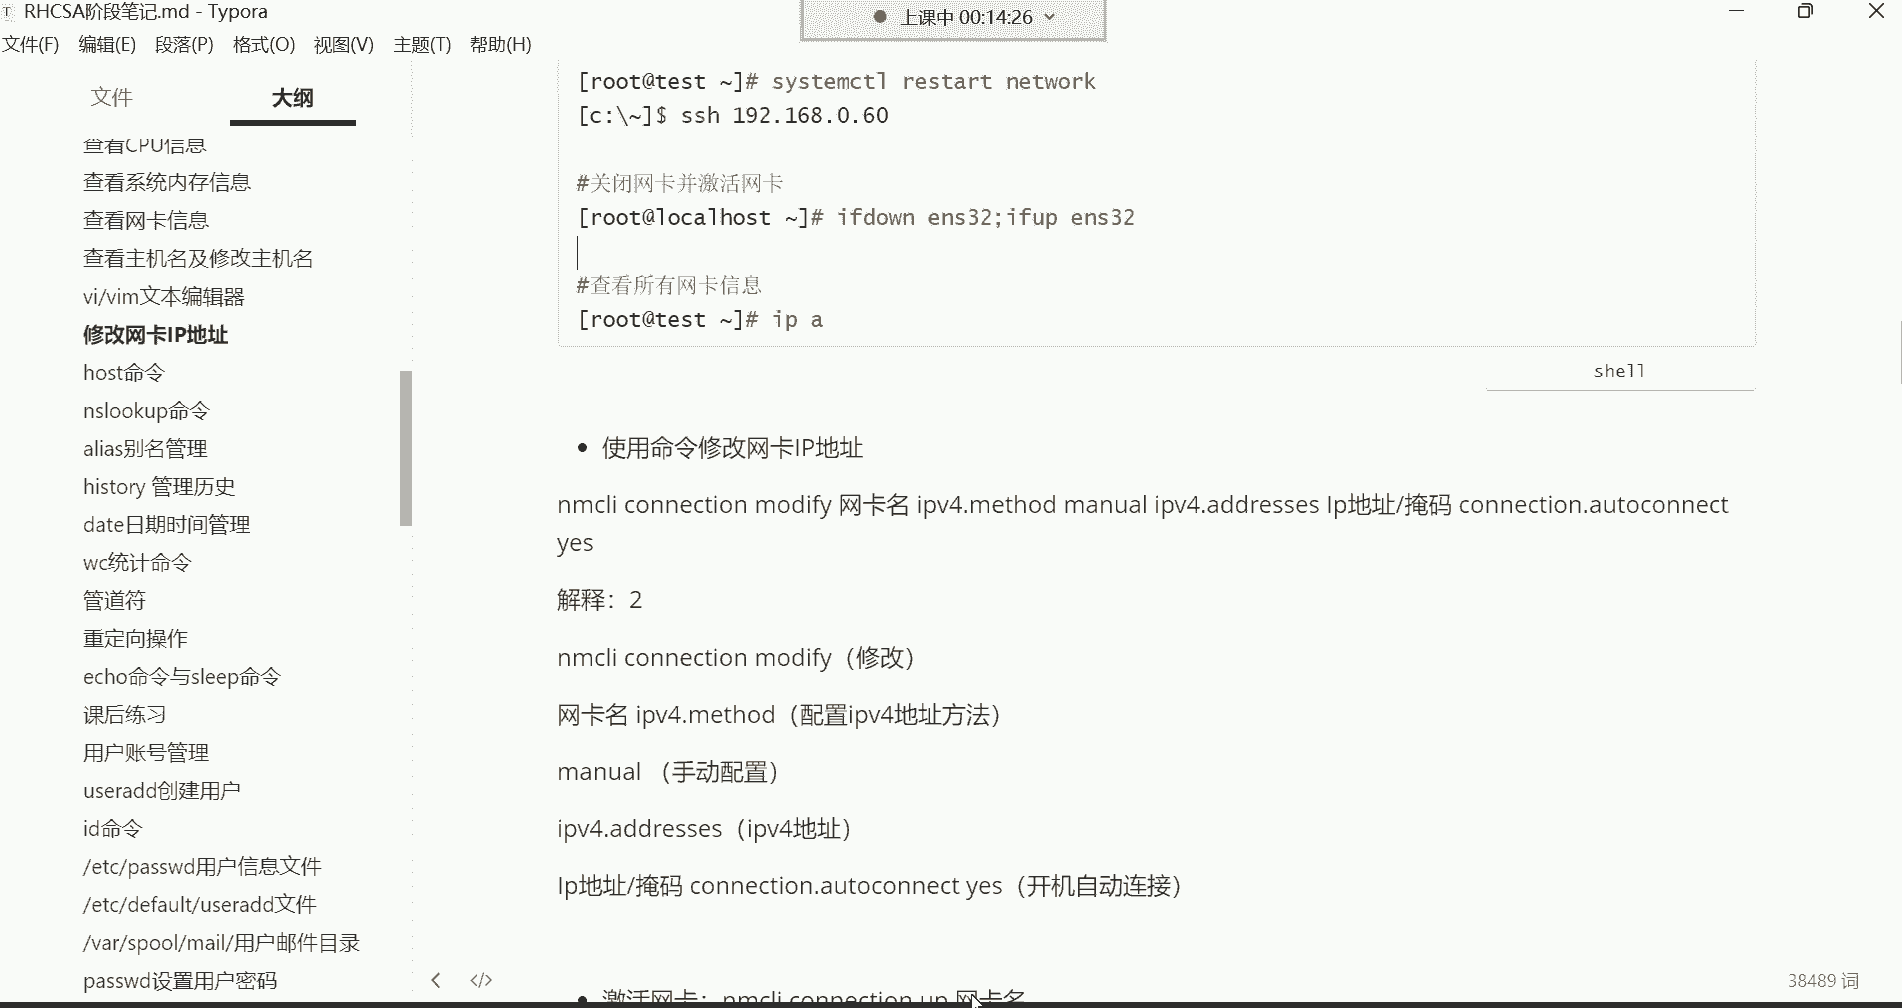 RHCSA阶段笔记.md - Typora
上课中 00:14:26
文件(F) 编辑(E) 段落(P) 格式(O) 视图(V) 主题(T) 帮助(H)
文件 大纲
查看CPU信息
查看系统内存信息
查看网卡信息
查看主机名及修改主机名
vi/vim文本编辑器
修改网卡IP地址
host命令
nslookup命令
alias别名管理
history 管理历史
date日期时间管理
wc统计命令
管道符
重定向操作
echo命令与sleep命令
课后练习
用户账号管理
useradd创建用户
id命令
/etc/passwd用户信息文件
/etc/default/useradd文件
/var/spool/mail/用户邮件目录
passwd设置用户密码
[root@test ~]# systemctl restart network
[c:\~]$ ssh 192.168.0.60
#关闭网卡并激活网卡
[root@localhost ~]# ifdown ens32;ifup ens32
#查看所有网卡信息
[root@test ~]# ip a
shell
使用命令修改网卡IP地址
nmcli connection modify 网卡名 ipv4.method manual ipv4.addresses Ip地址/掩码 connection.autoconnect
yes
解释：2
nmcli connection modify（修改）
网卡名 ipv4.method（配置ipv4地址方法）
manual （手动配置）
ipv4.addresses（ipv4地址）
Ip地址/掩码 connection.autoconnect yes（开机自动连接）
激活网卡：nmcli connection up 网卡名
38489 词